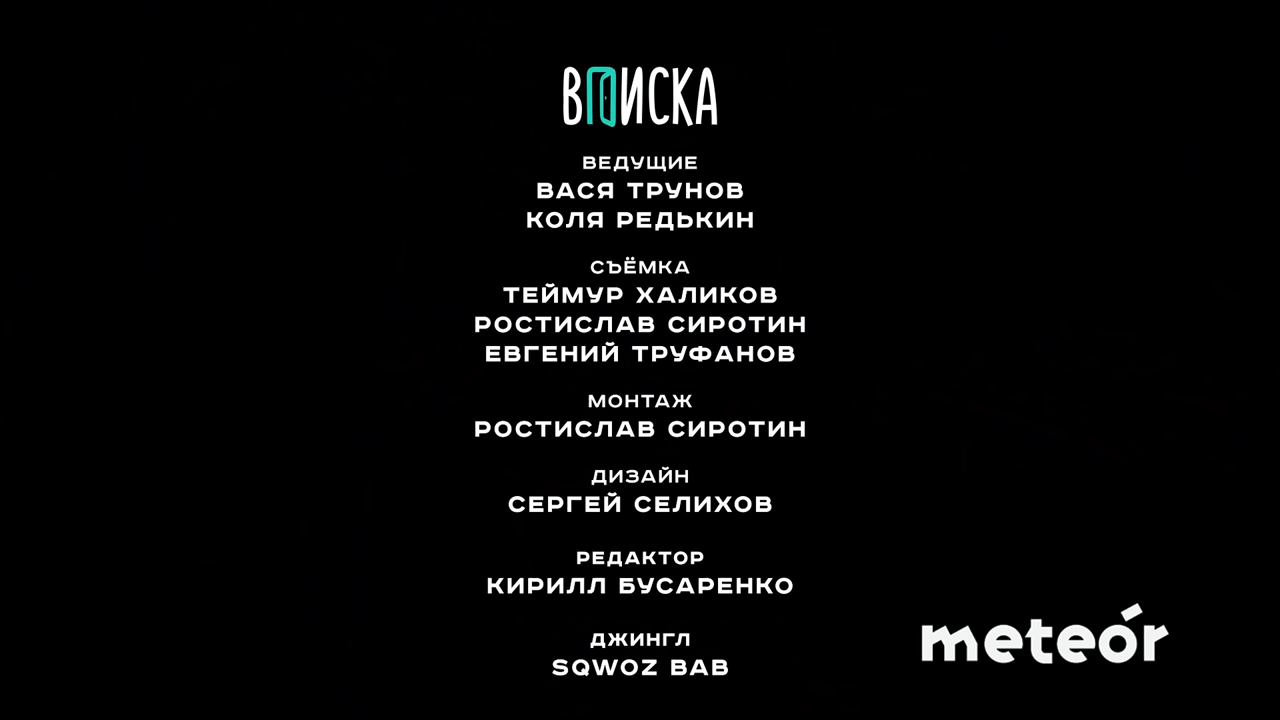 ВПИСКА
ВЕДУЩИЕ
ВАСЯ ТРУНОВ
КОЛЯ РЕДЬКИН
СЪЁМКА
ТЕЙМУР ХАЛИКОВ
РОСТИСЛАВ СИРОТИН
ЕВГЕНИЙ ТРУФАНОВ
МОНТАЖ
РОСТИСЛАВ СИРОТИН
ДИЗАЙН
СЕРГЕЙ СЕЛИХОВ
РЕДАКТОР
КИРИЛЛ БУСАРЕНКО
ДЖИНГЛ
SQWOZ BAB
meteór